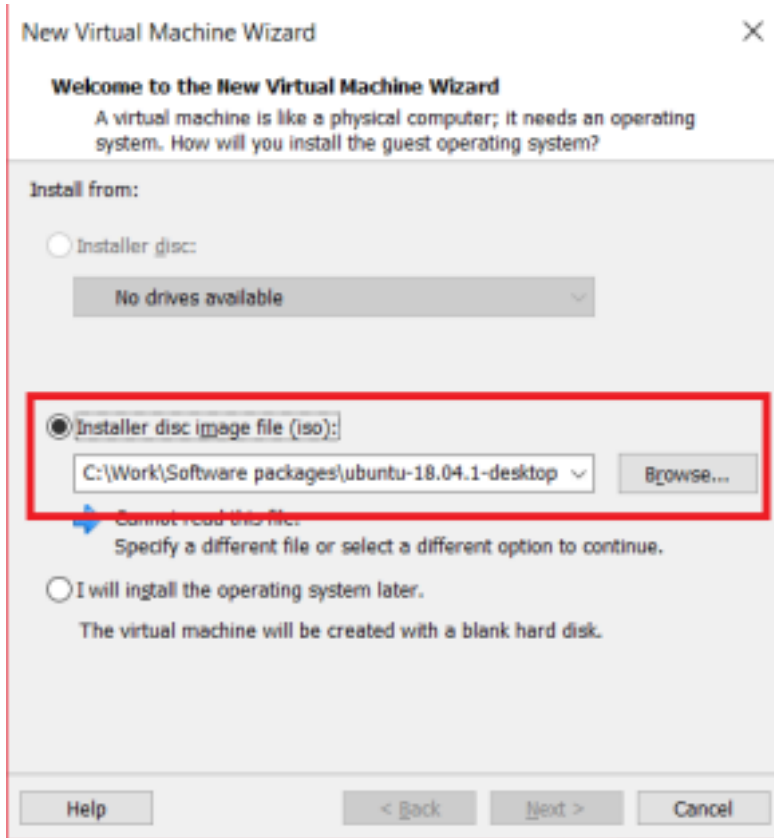 New Virtual Machine Wizard
Welcome to the New Virtual Machine Wizard
A virtual machine is like a physical computer; it needs an operating
system. How will you install the guest operating system?
Install from:
Installer disc:
No drives available
Installer disc image file (iso):
C:\Work\Software packages\ubuntu-18.04.1-desktop
Browse...
Cannot read this file.
Specify a different file or select a different option to continue.
I will install the operating system later.
The virtual machine will be created with a blank hard disk.
Help
< Back
Next >
Cancel